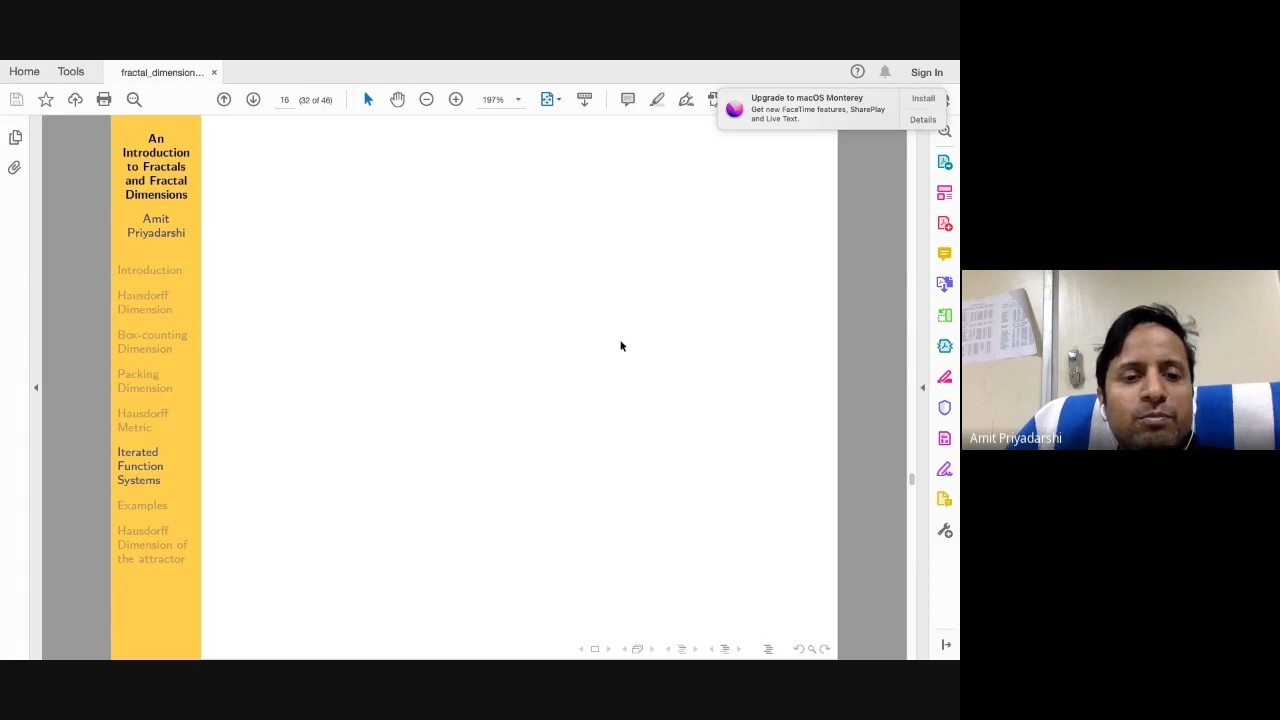 Home
Tools
fractal_dimension...
Sign In
16
(32 of 46)
197%
Upgrade to macOS Monterey
Get new FaceTime features, SharePlay
and Live Text.
Install
Details
An
Introduction
to Fractals
and Fractal
Dimensions
Amit
Priyadarshi
Introduction
Hausdorff
Dimension
Box-counting
Dimension
Packing
Dimension
Hausdorff
Metric
Iterated
Function
Systems
Examples
Hausdorff
Dimension of
the attractor
Amit Priyadarshi